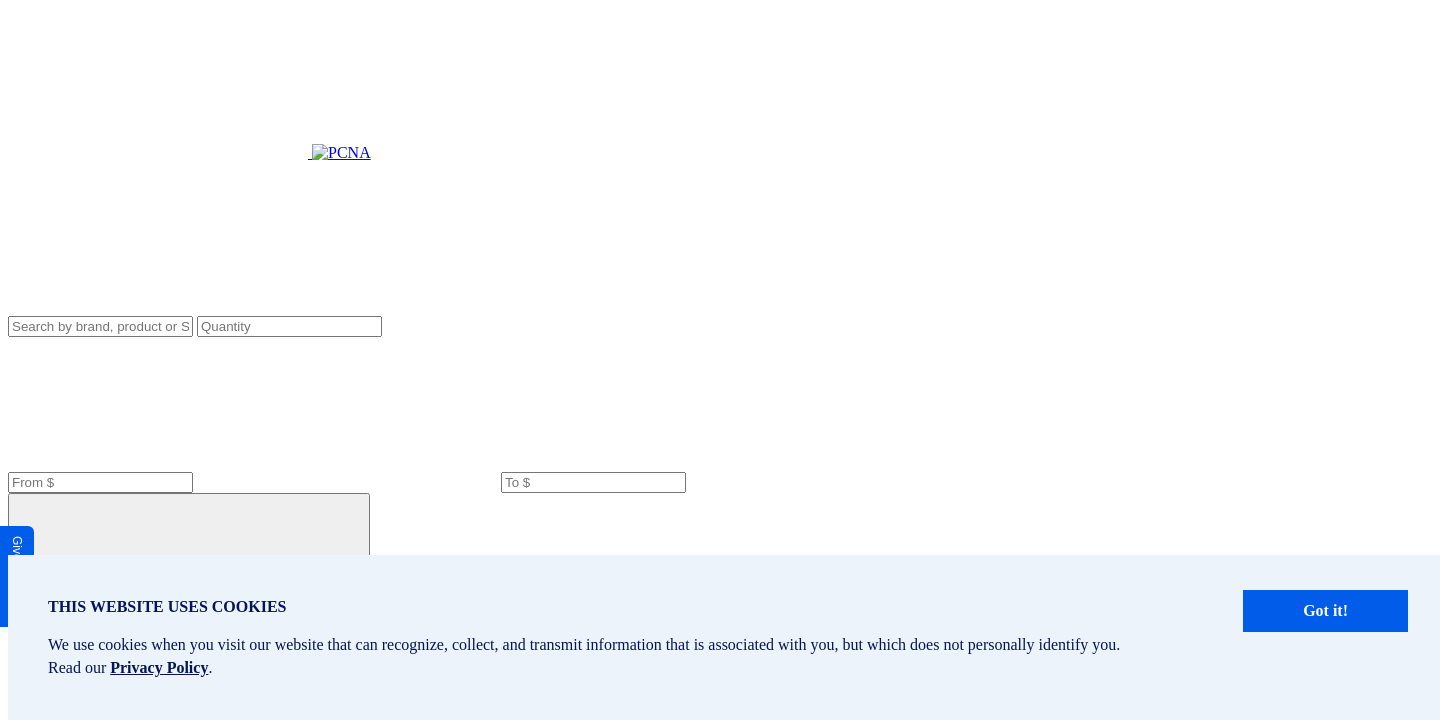 PCNA
Search by brand, product or S Quantity
From $ To $
THIS WEBSITE USES COOKIES
Got it!
We use cookies when you visit our website that can recognize, collect, and transmit information that is associated with you, but which does not personally identify you.
Read our Privacy Policy.